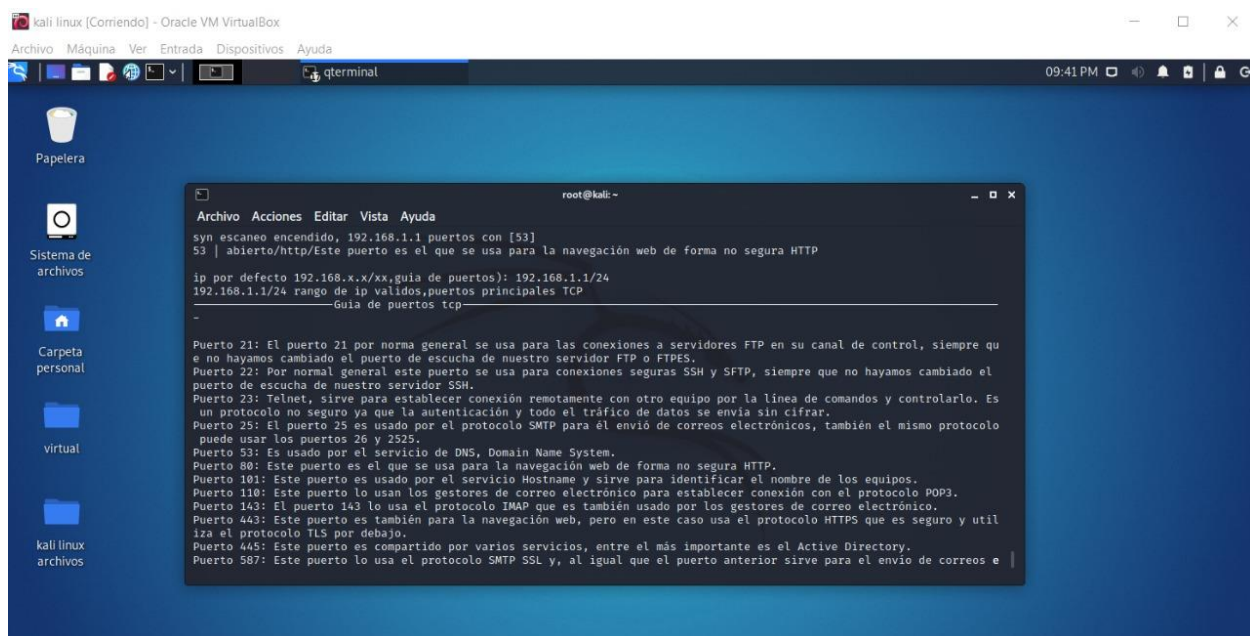 kali linux [Corriendo] - Oracle VM VirtualBox
Archivo Máquina Ver Entrada Dispositivos Ayuda
qterminal
09:41 PM
Papelera
Sistema de
archivos
Carpeta
personal
virtual
kali linux
archivos
root@kali: ~
Archivo Acciones Editar Vista Ayuda
syn escaneo encendido, 192.168.1.1 puertos con [53]
53 | abierto/http/Este puerto es el que se usa para la navegación web de forma no segura HTTP
ip por defecto 192.168.x.x/xx,guia de puertos): 192.168.1.1/24
192.168.1.1/24 rango de ip validos,puertos principales TCP
Guia de puertos tcp
Puerto 21: El puerto 21 por norma general se usa para las conexiones a servidores FTP en su canal de control, siempre qu
e no hayamos cambiado el puerto de escucha de nuestro servidor FTP o FTPES.
Puerto 22: Por normal general este puerto se usa para conexiones seguras SSH y SFTP, siempre que no hayamos cambiado el
puerto de escucha de nuestro servidor SSH.
Puerto 23: Telnet, sirve para establecer conexión remotamente con otro equipo por la línea de comandos y controlarlo. Es
un protocolo no seguro ya que la autenticación y todo el tráfico de datos se envía sin cifrar.
Puerto 25: El puerto 25 es usado por el protocolo SMTP para él envió de correos electrónicos, también el mismo protocolo
puede usar los puertos 26 y 2525.
Puerto 53: Es usado por el servicio de DNS, Domain Name System.
Puerto 80: Este puerto es el que se usa para la navegación web de forma no segura HTTP.
Puerto 101: Este puerto es usado por el servicio Hostname y sirve para identificar el nombre de los equipos.
Puerto 110: Este puerto lo usan los gestores de correo electrónico para establecer conexión con el protocolo POP3.
Puerto 143: El puerto 143 lo usa el protocolo IMAP que es también usado por los gestores de correo electrónico.
Puerto 443: Este puerto es también para la navegación web, pero en este caso usa el protocolo HTTPS que es seguro y util
iza el protocolo TLS por debajo.
Puerto 445: Este puerto es compartido por varios servicios, entre el más importante es el Active Directory.
Puerto 587: Este puerto lo usa el protocolo SMTP SSL y, al igual que el puerto anterior sirve para el envío de correos e